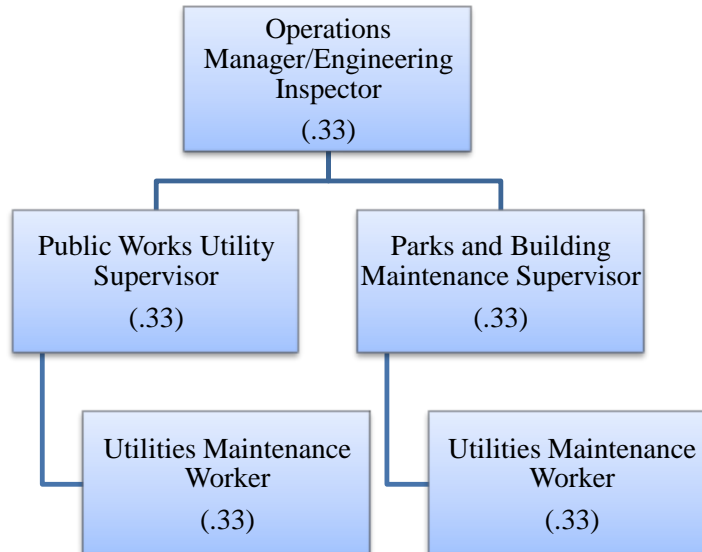 Operations
Manager/Engineering
Inspector
(.33)
Public Works Utility
Supervisor
(.33)
Parks and Building
Maintenance Supervisor
(.33)
Utilities Maintenance
Worker
(.33)
Utilities Maintenance
Worker
(.33)